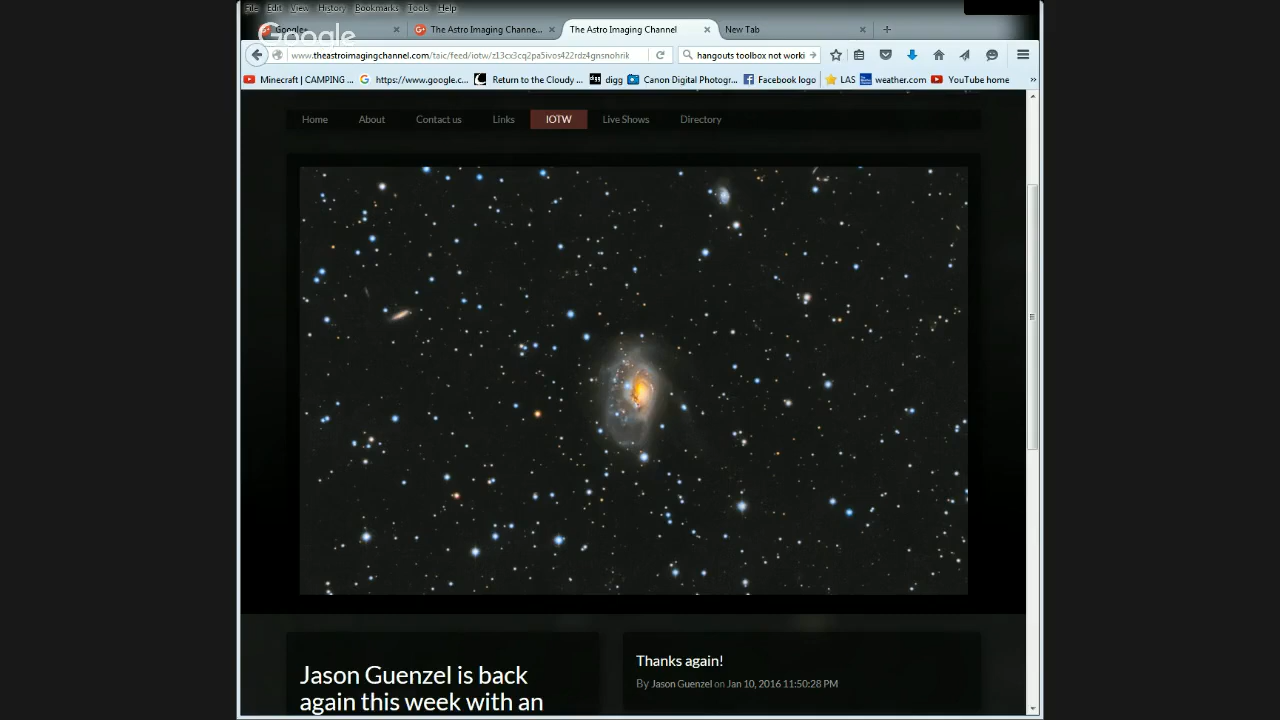 File Edit View History Bookmarks Tools Help
Google
Google+ The Astro Imaging Channe... The Astro Imaging Channel New Tab
www.theastroimagingchannel.com/taic/feed/iotw/z13cx3cq2pa5ivos422rdz4gnsnohrik hangouts toolbox not worki
Minecraft | CAMPING ... https://www.google.c... Return to the Cloudy ... digg Canon Digital Photogr... Facebook logo LAS weather.com YouTube home
Home About Contact us Links IOTW Live Shows Directory
Jason Guenzel is back
again this week with an
Thanks again!
By Jason Guenzel on Jan 10, 2016 11:50:28 PM